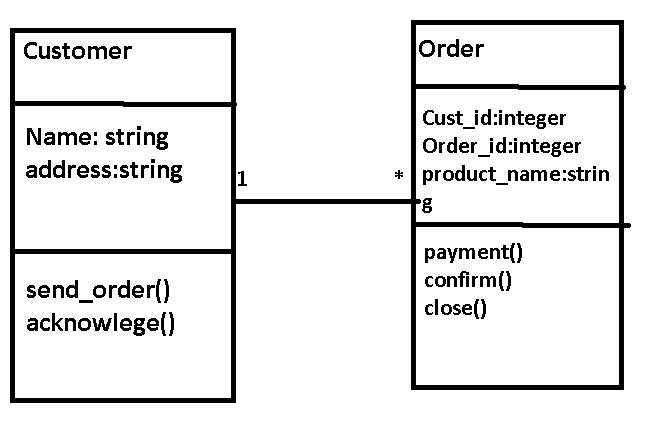 Customer
Name: string
address:string
send_order()
acknowlege()
1
*
Order
Cust_id:integer
Order_id:integer
product_name:strin
g
payment()
confirm()
close()